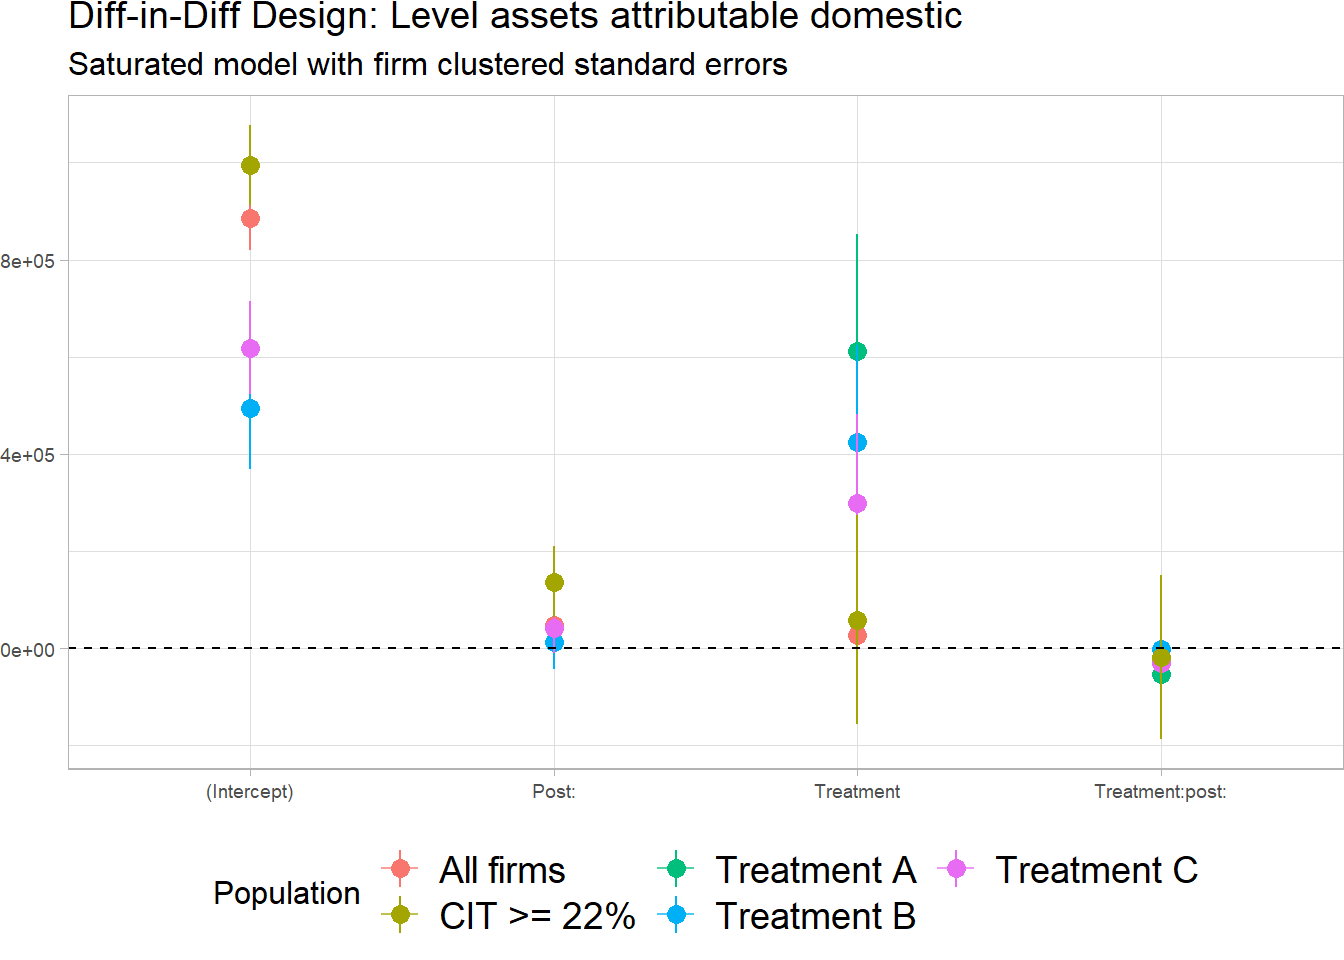 Diff-in-Diff Design: Level assets attributable domestic
Saturated model with firm clustered standard errors
8e+05
4e+05
0e+00
(Intercept) Post: Treatment Treatment:post:
Population
All firms Treatment A Treatment C
CIT >= 22% Treatment B